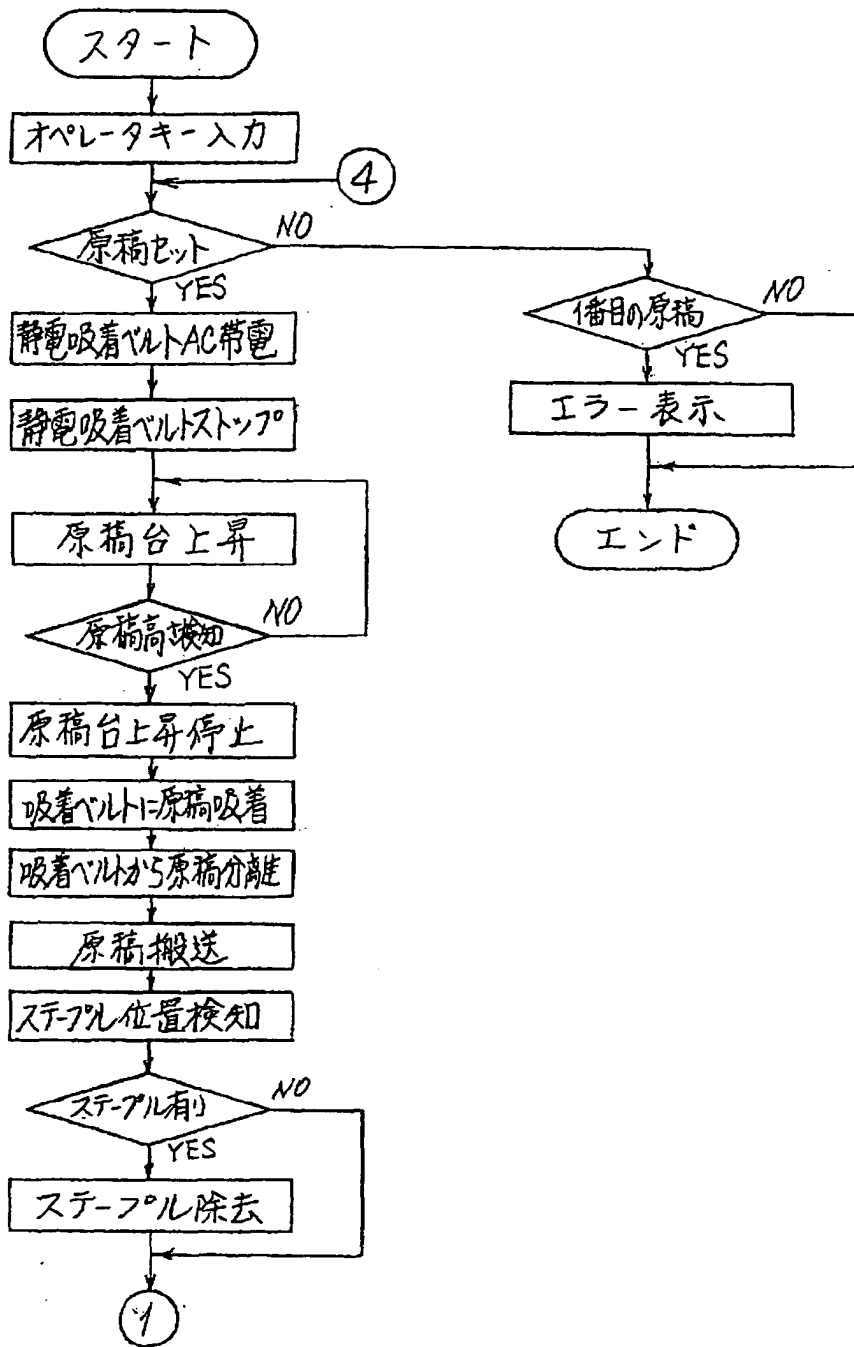 スタート
オペレータキー入力
4
原稿セット
NO
YES
静電吸着ベルトAC帯電
静電吸着ベルトストップ
原稿台上昇
原稿高さ検知
NO
YES
原稿台上昇停止
吸着ベルトに原稿吸着
吸着ベルトから原稿分離
原稿搬送
ステープル位置検知
ステープル有り
NO
YES
ステープル除去
1
1番目の原稿
NO
YES
エラー表示
エンド